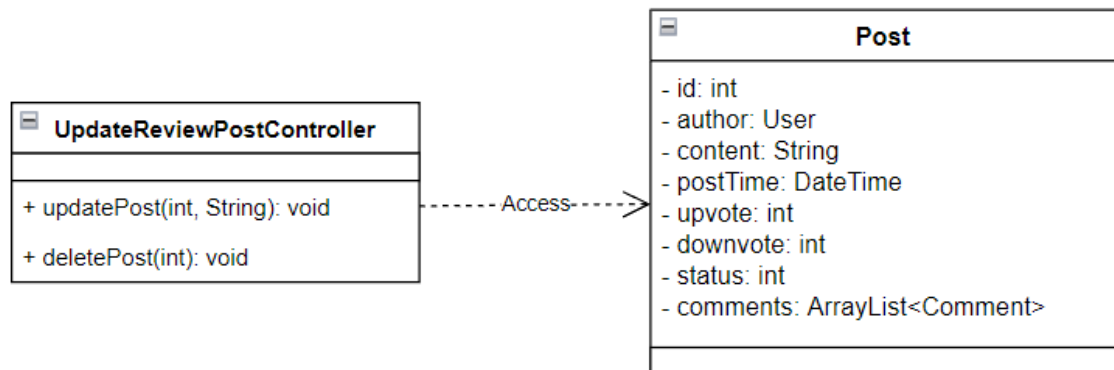 UpdateReviewPostController
+ updatePost(int, String): void
+ deletePost(int): void
Access
Post
- id: int
- author: User
- content: String
- postTime: DateTime
- upvote: int
- downvote: int
- status: int
- comments: ArrayList<Comment>